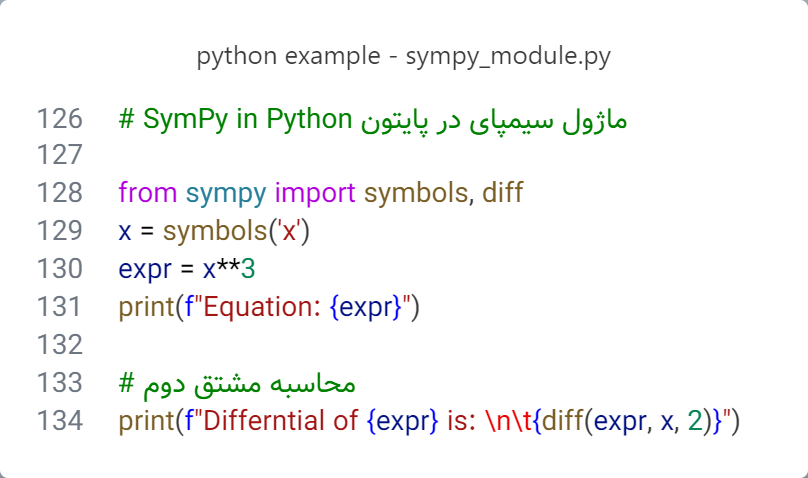 python example - sympy_module.py
126 # SymPy in Python ماژول سیمپای در پایتون
127
128 from sympy import symbols, diff
129 x = symbols('x')
130 expr = x**3
131 print(f"Equation: {expr}")
132
133 # محاسبه مشتق دوم
134 print(f"Differntial of {expr} is: \n\t{diff(expr, x, 2)}")